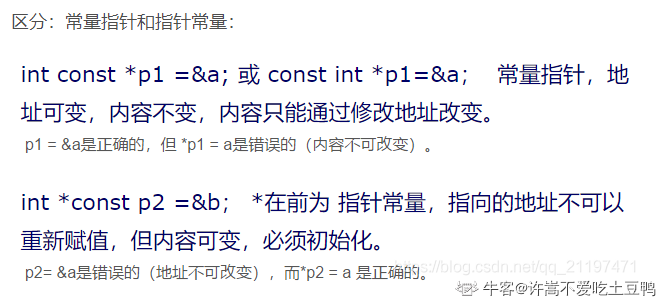 区分：常量指针和指针常量：
int const *p1 =&a; 或 const int *p1=&a;   常量指针，地
址可变，内容不变，内容只能通过修改地址改变。
p1 = &a是正确的，但 *p1 = a是错误的（内容不可改变）。
int *const p2 =&b;   *在前为 指针常量，指向的地址不可以
重新赋值，但内容可变，必须初始化。
https://blog.csdn.net/qq_21197471
p2= &a是错误的（地址不可改变），而*p2 = a 是正确的。
牛客@许嵩不爱吃土豆鸭